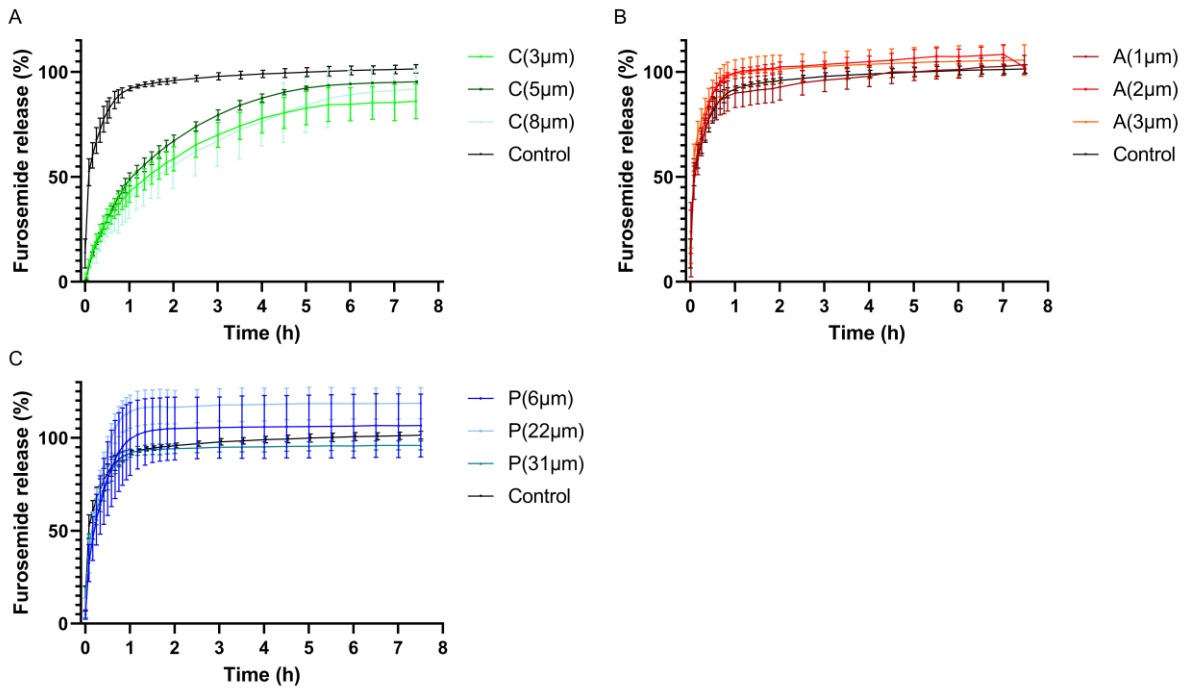 A
Furosemide release (%)
100
50
0
0 1 2 3 4 5 6 7 8
Time (h)
C(3µm)
C(5µm)
C(8µm)
Control
B
Furosemide release (%)
100
50
0
0 1 2 3 4 5 6 7 8
Time (h)
A(1µm)
A(2µm)
A(3µm)
Control
C
Furosemide release (%)
100
50
0
0 1 2 3 4 5 6 7 8
Time (h)
P(6µm)
P(22µm)
P(31µm)
Control